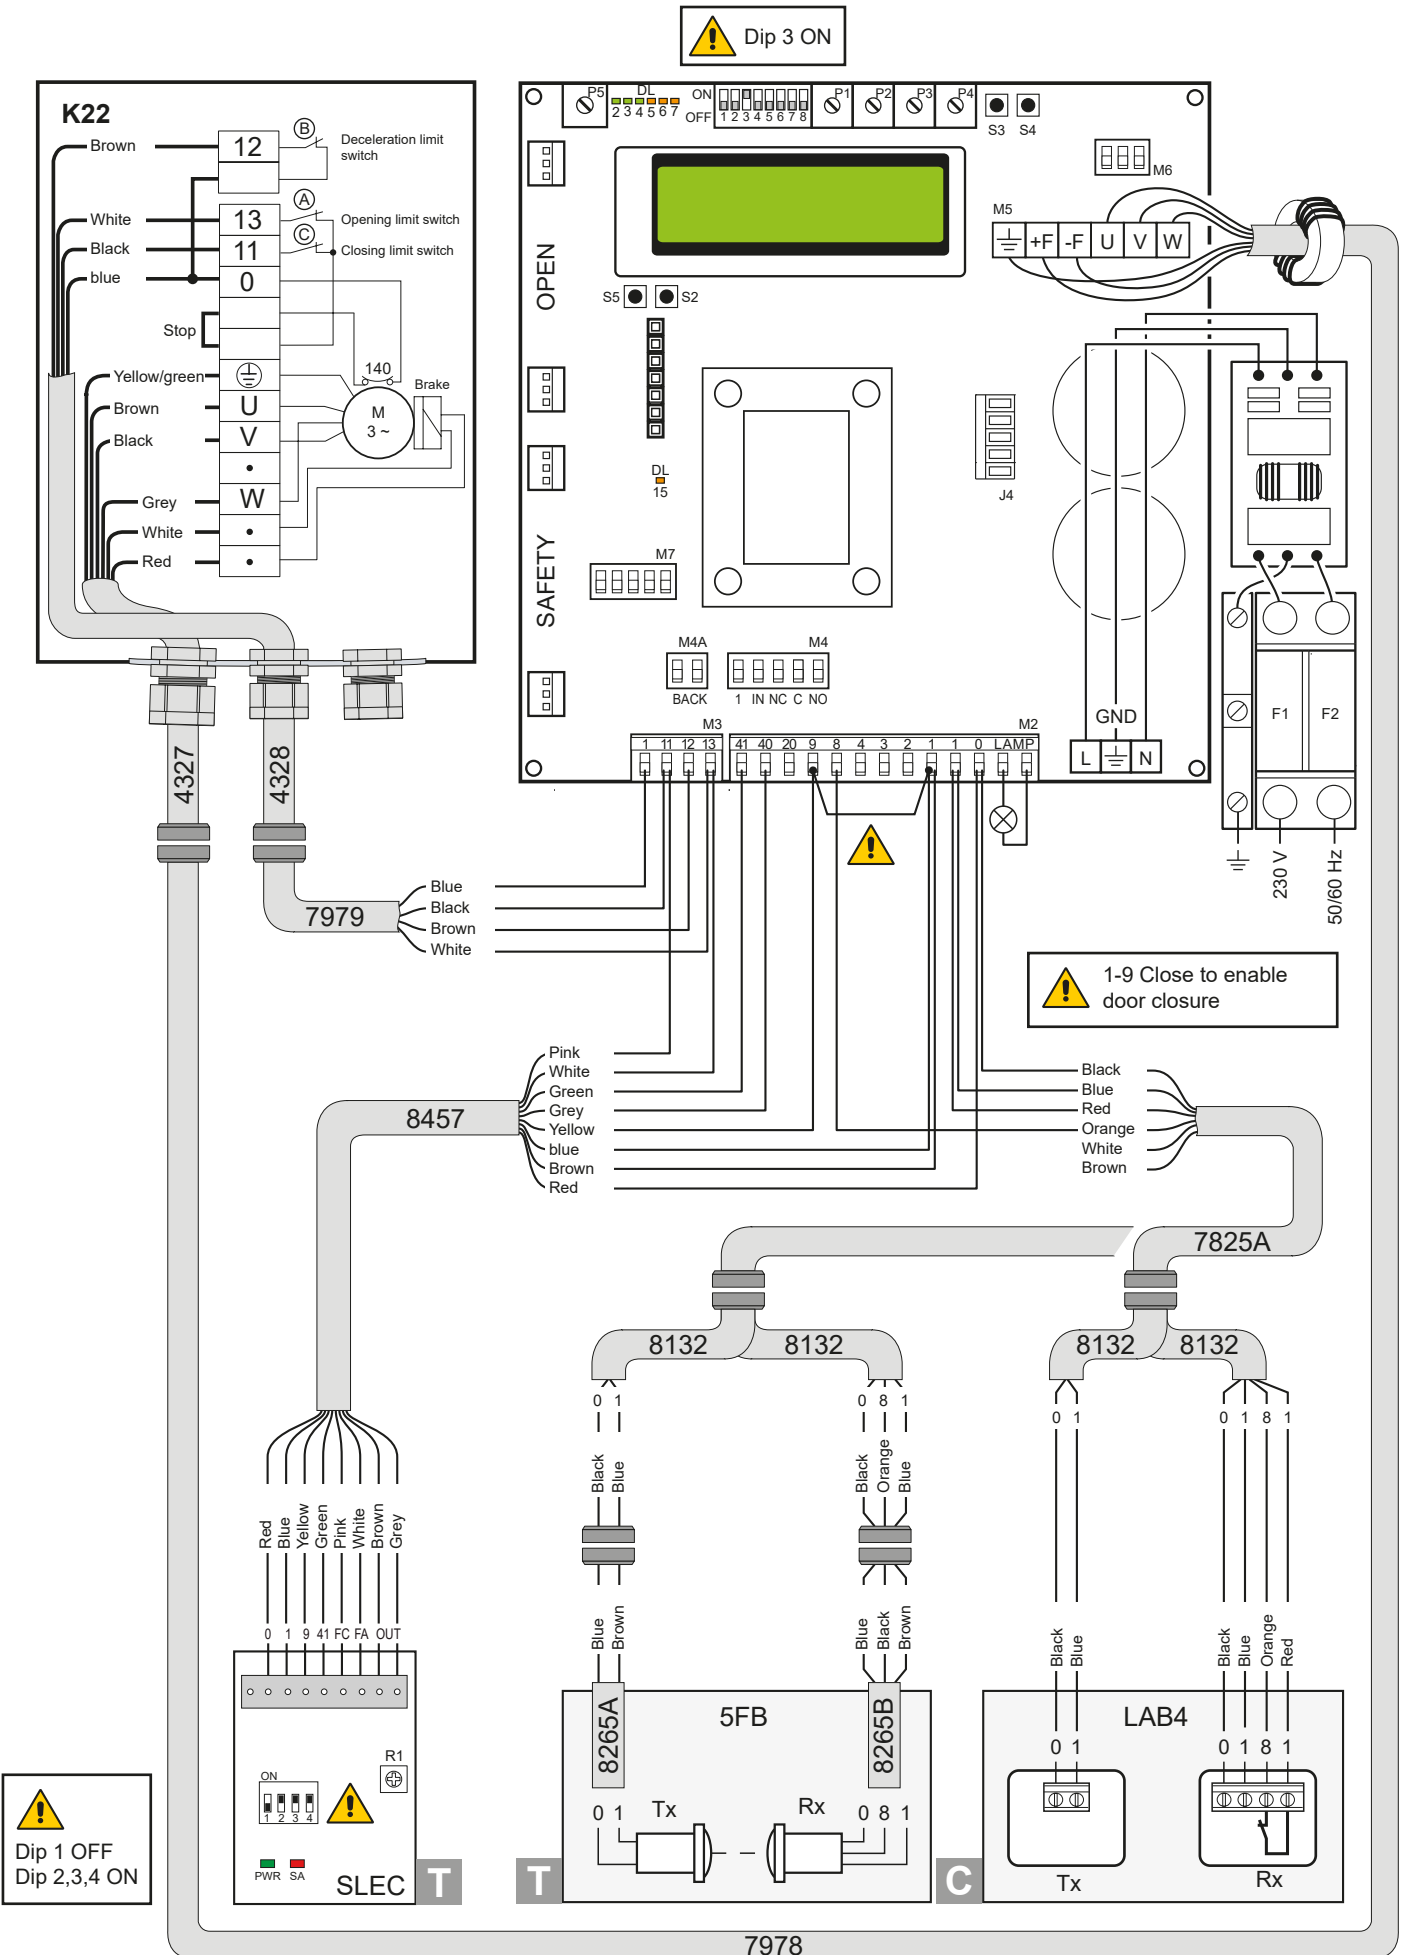 Dip 3 ON
K22
Brown
12
B
Deceleration limit
switch
White
13
A
Opening limit switch
Black
11
C
Closing limit switch
blue
0
Stop
Yellow/green
140
Brake
Brown
U
M
3 ~
Black
V
Grey
W
White
Red
4327
4328
7979
Blue
Black
Brown
White
P5
DL
2 3 4 5 6 7
ON
OFF
1 2 3 4 5 6 7 8
P1
P2
P3
P4
S3
S4
M6
M5
+F
-F
U
V
W
OPEN
S5
S2
DL
15
J4
SAFETY
M7
M4A
BACK
M4
1 IN NC C NO
M3
1 11 12 13
M2
41 40 20 9 8 4 3 2 1 1 0 LAMP
GND
L
N
F1
F2
230 V
50/60 Hz
1-9 Close to enable
door closure
8457
Pink
White
Green
Grey
Yellow
blue
Brown
Red
Black
Blue
Red
Orange
White
Brown
7825A
8132
8132
8132
8132
0 1
0 8 1
0 1
0 1 8 1
Black
Blue
Black
Orange
Blue
Red
Blue
Yellow
Green
Pink
White
Brown
Grey
0 1 9 41 FC FA OUT
Blue
Brown
Blue
Black
Brown
Black
Blue
Black
Blue
Orange
Red
R1
ON
1 2 3 4
PWR
SA
SLEC
T
Dip 1 OFF
Dip 2,3,4 ON
8265A
5FB
8265B
0 1
Tx
Rx
0 8 1
T
LAB4
0 1
0 1 8 1
Tx
Rx
C
7978